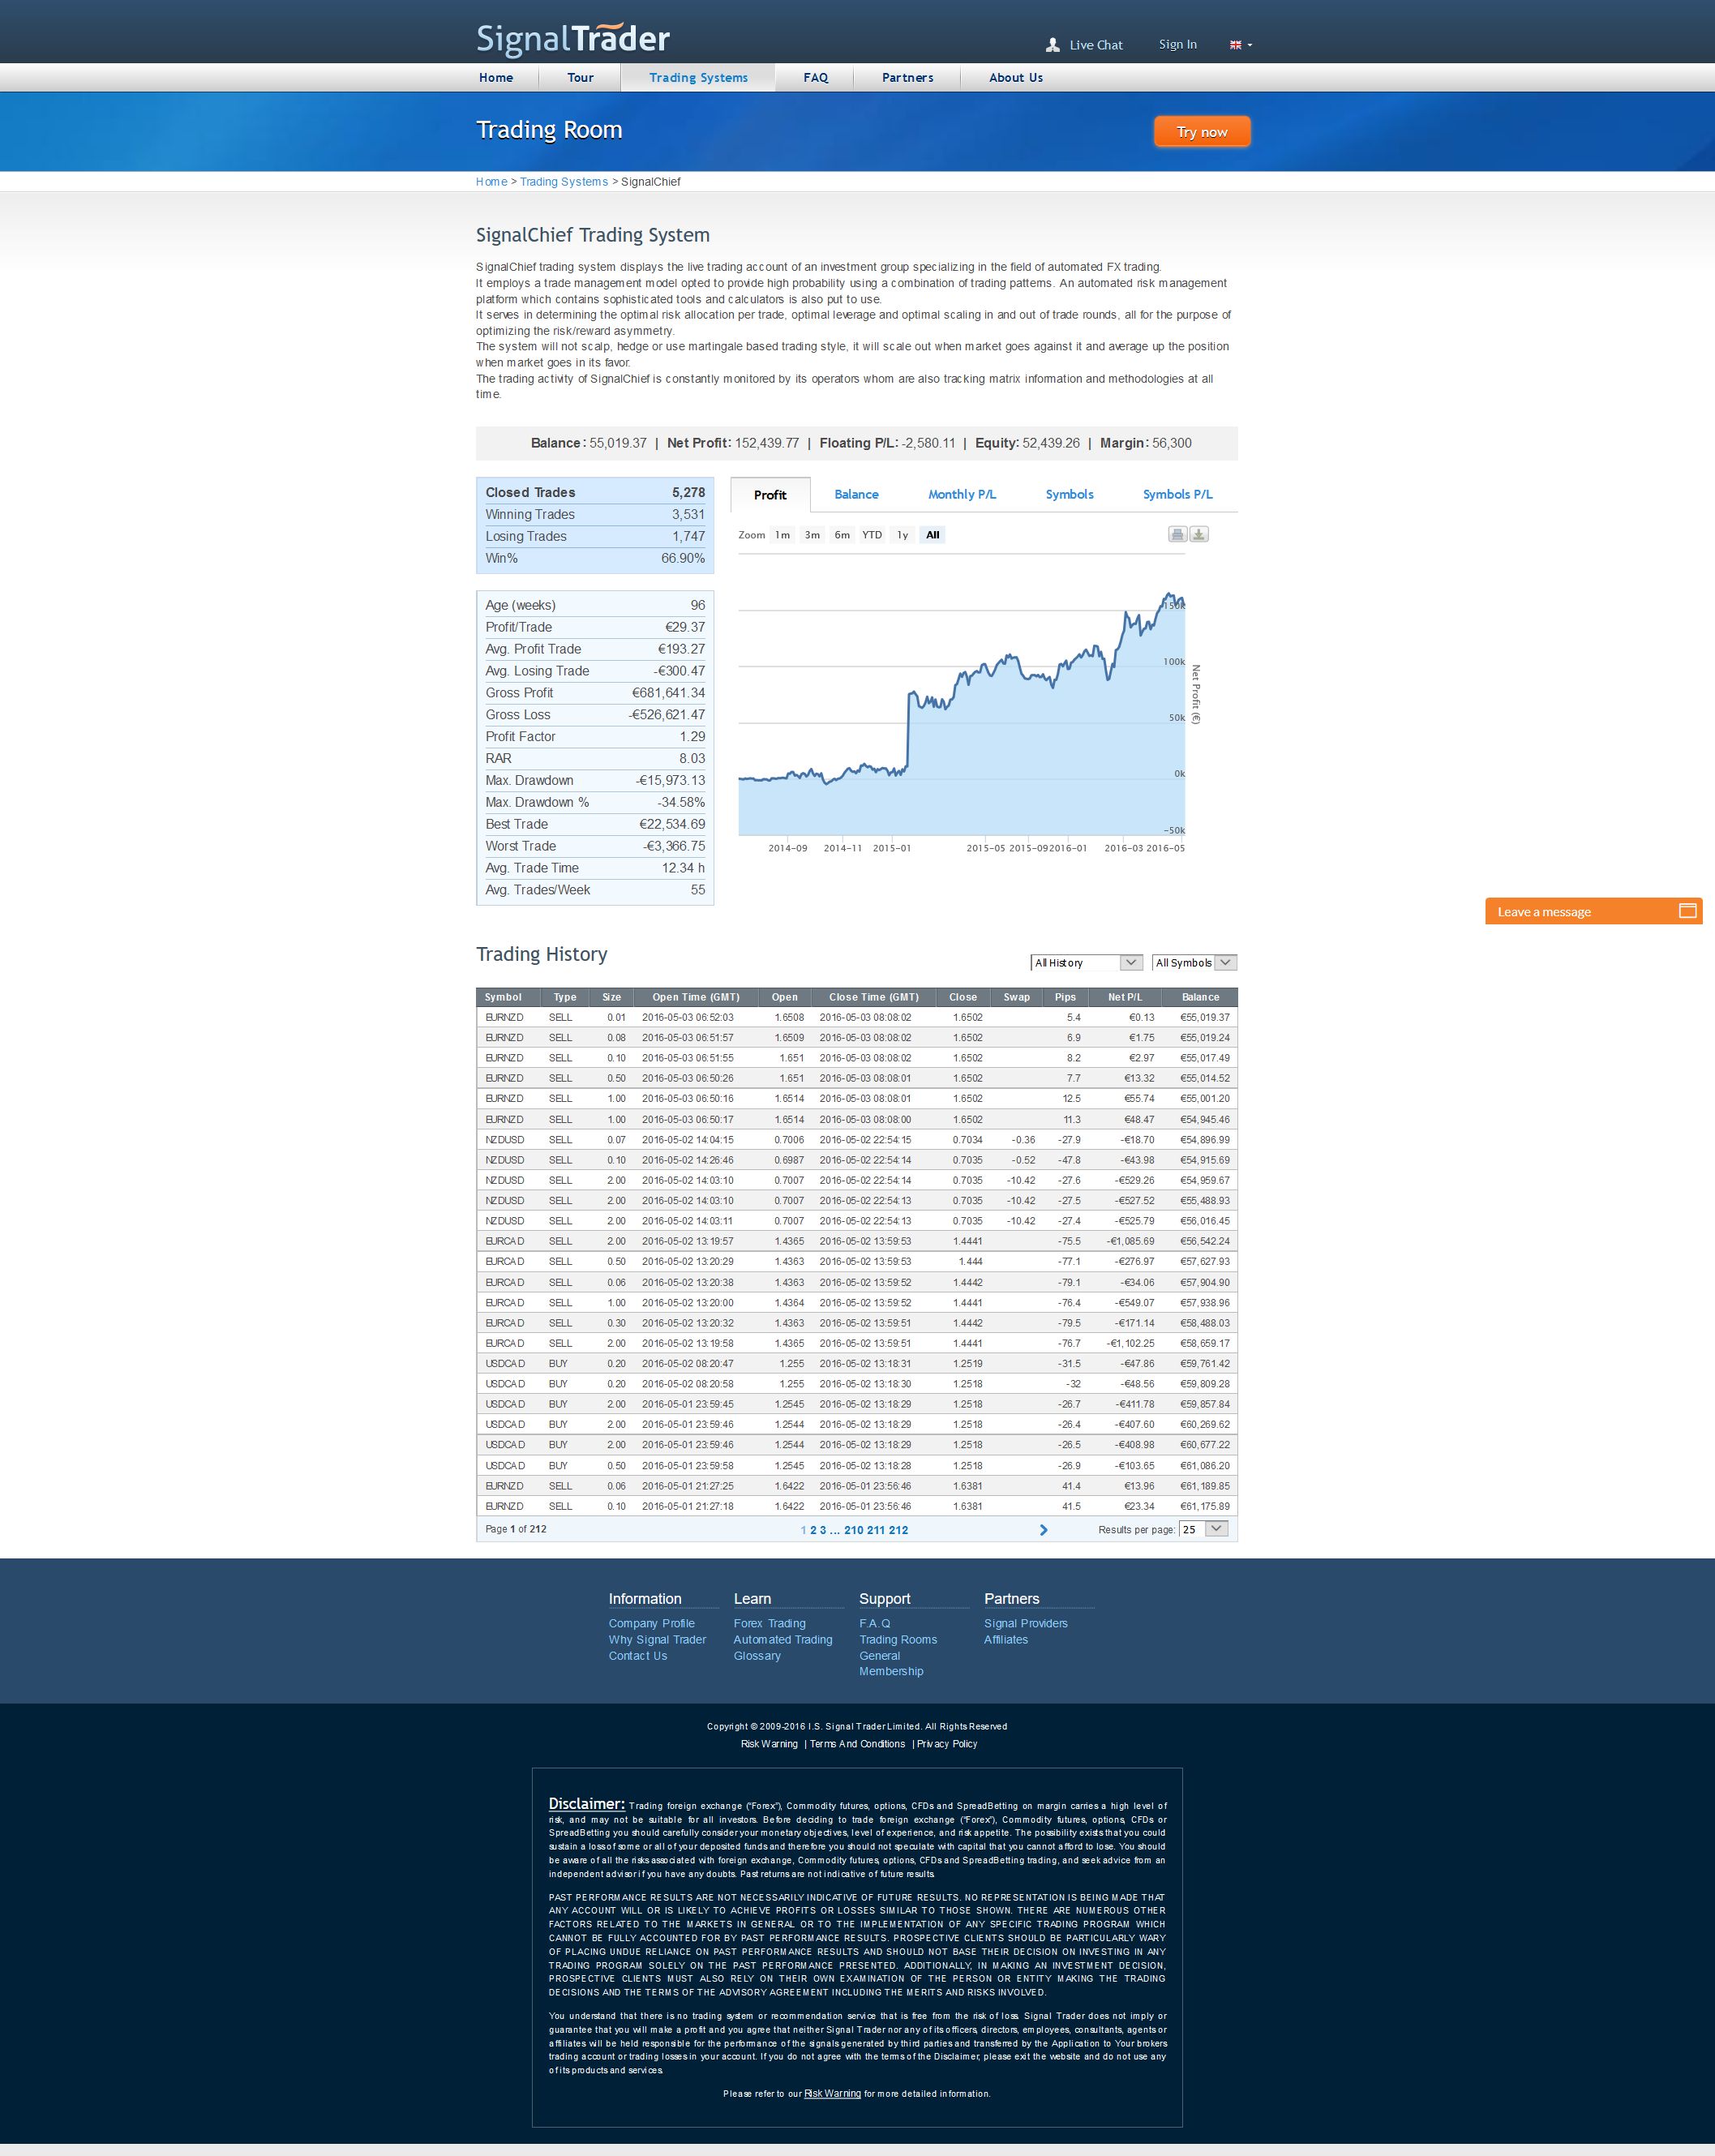 SignalTrader
Live Chat Sign In
Home Tour Trading Systems FAQ Partners About Us
Trading Room Try now
Home > Trading Systems > SignalChief
SignalChief Trading System
SignalChief trading system displays the live trading account of an investment group specializing in the field of automated FX trading.
It employs a trade management model opted to provide high probability using a combination of trading patterns. An automated risk management
platform which contains sophisticated tools and calculators is also put to use.
It serves in determining the optimal risk allocation per trade, optimal leverage and optimal scaling in and out of trade rounds, all for the purpose of
optimizing the risk/reward asymmetry.
The system will not scalp, hedge or use martingale based trading style, it will scale out when market goes against it and average up the position
when market goes in its favor.
The trading activity of SignalChief is constantly monitored by its operators whom are also tracking matrix information and methodologies at all
time.
Balance: 55,019.37 | Net Profit: 152,439.77 | Floating P/L: -2,580.11 | Equity: 52,439.26 | Margin: 56,300
Closed Trades 5,278
Winning Trades 3,531
Losing Trades 1,747
Win% 66.90%
Age (weeks) 96
Profit/Trade €29.37
Avg. Profit Trade €193.27
Avg. Losing Trade -€300.47
Gross Profit €681,641.34
Gross Loss -€526,621.47
Profit Factor 1.29
RAR 8.03
Max. Drawdown -€15,973.13
Max. Drawdown % -34.58%
Best Trade €22,534.69
Worst Trade -€3,366.75
Avg. Trade Time 12.34 h
Avg. Trades/Week 55
Profit Balance Monthly P/L Symbols Symbols P/L
Zoom 1m 3m 6m YTD 1y All
150k
100k
50k
0k
-50k
Net Profit (€)
2014-09 2014-11 2015-01 2015-05 2015-09 2016-01 2016-03 2016-05
Leave a message
Trading History
All History All Symbols
Symbol Type Size Open Time (GMT) Open Close Time (GMT) Close Swap Pips Net P/L Balance
EURNZD SELL 0.01 2016-05-03 06:52:03 1.6508 2016-05-03 08:08:02 1.6502 5.4 €0.13 €55,019.37
EURNZD SELL 0.08 2016-05-03 06:51:57 1.6509 2016-05-03 08:08:02 1.6502 6.9 €1.75 €55,019.24
EURNZD SELL 0.10 2016-05-03 06:51:55 1.651 2016-05-03 08:08:02 1.6502 8.2 €2.97 €55,017.49
EURNZD SELL 0.50 2016-05-03 06:50:26 1.651 2016-05-03 08:08:01 1.6502 7.7 €13.32 €55,014.52
EURNZD SELL 1.00 2016-05-03 06:50:16 1.6514 2016-05-03 08:08:01 1.6502 12.5 €55.74 €55,001.20
EURNZD SELL 1.00 2016-05-03 06:50:17 1.6514 2016-05-03 08:08:00 1.6502 11.3 €48.47 €54,945.46
NZDUSD SELL 0.07 2016-05-02 14:04:15 0.7006 2016-05-02 22:54:15 0.7034 -0.36 -27.9 -€18.70 €54,896.99
NZDUSD SELL 0.10 2016-05-02 14:26:46 0.6987 2016-05-02 22:54:14 0.7035 -0.52 -47.8 -€43.98 €54,915.69
NZDUSD SELL 2.00 2016-05-02 14:03:10 0.7007 2016-05-02 22:54:14 0.7035 -10.42 -27.6 -€529.26 €54,959.67
NZDUSD SELL 2.00 2016-05-02 14:03:10 0.7007 2016-05-02 22:54:13 0.7035 -10.42 -27.5 -€527.52 €55,488.93
NZDUSD SELL 2.00 2016-05-02 14:03:11 0.7007 2016-05-02 22:54:13 0.7035 -10.42 -27.4 -€525.79 €56,016.45
EURCAD SELL 2.00 2016-05-02 13:19:57 1.4365 2016-05-02 13:59:53 1.4441 -75.5 -€1,085.69 €56,542.24
EURCAD SELL 0.50 2016-05-02 13:20:29 1.4363 2016-05-02 13:59:53 1.444 -77.1 -€276.97 €57,627.93
EURCAD SELL 0.06 2016-05-02 13:20:38 1.4363 2016-05-02 13:59:52 1.4442 -79.1 -€34.06 €57,904.90
EURCAD SELL 1.00 2016-05-02 13:20:00 1.4364 2016-05-02 13:59:52 1.4441 -76.4 -€549.07 €57,938.96
EURCAD SELL 0.30 2016-05-02 13:20:32 1.4363 2016-05-02 13:59:51 1.4442 -79.5 -€171.14 €58,488.03
EURCAD SELL 2.00 2016-05-02 13:19:58 1.4365 2016-05-02 13:59:51 1.4441 -76.7 -€1,102.25 €58,659.17
USDCAD BUY 0.20 2016-05-02 08:20:47 1.255 2016-05-02 13:18:31 1.2519 -31.5 -€47.86 €59,761.42
USDCAD BUY 0.20 2016-05-02 08:20:58 1.255 2016-05-02 13:18:30 1.2518 -32 -€48.56 €59,809.28
USDCAD BUY 2.00 2016-05-01 23:59:45 1.2545 2016-05-02 13:18:29 1.2518 -26.7 -€411.78 €59,857.84
USDCAD BUY 2.00 2016-05-01 23:59:46 1.2544 2016-05-02 13:18:29 1.2518 -26.4 -€407.60 €60,269.62
USDCAD BUY 2.00 2016-05-01 23:59:46 1.2544 2016-05-02 13:18:29 1.2518 -26.5 -€408.98 €60,677.22
USDCAD BUY 0.50 2016-05-01 23:59:58 1.2545 2016-05-02 13:18:28 1.2518 -26.9 -€103.65 €61,086.20
EURNZD SELL 0.06 2016-05-01 21:27:25 1.6422 2016-05-01 23:56:46 1.6381 41.4 €13.96 €61,189.85
EURNZD SELL 0.10 2016-05-01 21:27:18 1.6422 2016-05-01 23:56:46 1.6381 41.5 €23.34 €61,175.89
Page 1 of 212 1 2 3 ... 210 211 212 Results per page: 25
Information Learn Support Partners
Company Profile Forex Trading F.A.Q Signal Providers
Why Signal Trader Automated Trading Trading Rooms Affiliates
Contact Us Glossary General
Membership
Copyright © 2009-2016 I.S. Signal Trader Limited. All Rights Reserved
Risk Warning | Terms And Conditions | Privacy Policy
Disclaimer: Trading foreign exchange ("Forex"), Commodity futures, options, CFDs and SpreadBetting on margin carries a high level of
risk, and may not be suitable for all investors. Before deciding to trade foreign exchange ("Forex"), Commodity futures, options, CFDs or
SpreadBetting you should carefully consider your monetary objectives, level of experience, and risk appetite. The possibility exists that you could
sustain a loss of some or all of your deposited funds and therefore you should not speculate with capital that you cannot afford to lose. You should
be aware of all the risks associated with foreign exchange, Commodity futures, options, CFDs and SpreadBetting trading, and seek advice from an
independent advisor if you have any doubts. Past returns are not indicative of future results.
PAST PERFORMANCE RESULTS ARE NOT NECESSARILY INDICATIVE OF FUTURE RESULTS. NO REPRESENTATION IS BEING MADE THAT
ANY ACCOUNT WILL OR IS LIKELY TO ACHIEVE PROFITS OR LOSSES SIMILAR TO THOSE SHOWN. THERE ARE NUMEROUS OTHER
FACTORS RELATED TO THE MARKETS IN GENERAL OR TO THE IMPLEMENTATION OF ANY SPECIFIC TRADING PROGRAM WHICH
CANNOT BE FULLY ACCOUNTED FOR BY PAST PERFORMANCE RESULTS. PROSPECTIVE CLIENTS SHOULD BE PARTICULARLY WARY
OF PLACING UNDUE RELIANCE ON PAST PERFORMANCE RESULTS AND SHOULD NOT BASE THEIR DECISION ON INVESTING IN ANY
TRADING PROGRAM SOLELY ON THE PAST PERFORMANCE PRESENTED. ADDITIONALLY, IN MAKING AN INVESTMENT DECISION,
PROSPECTIVE CLIENTS MUST ALSO RELY ON THEIR OWN EXAMINATION OF THE PERSON OR ENTITY MAKING THE TRADING
DECISIONS AND THE TERMS OF THE ADVISORY AGREEMENT INCLUDING THE MERITS AND RISKS INVOLVED.
You understand that there is no trading system or recommendation service that is free from the risk of loss. Signal Trader does not imply or
guarantee that you will make a profit and you agree that neither Signal Trader nor any of its officers, directors, employees, consultants, agents or
affiliates will be held responsible for the performance of the signals generated by third parties and transferred by the Application to Your brokers
trading account or trading losses in your account. If you do not agree with the terms of the Disclaimer, please exit the website and do not use any
of its products and services.
Please refer to our Risk Warning for more detailed information.